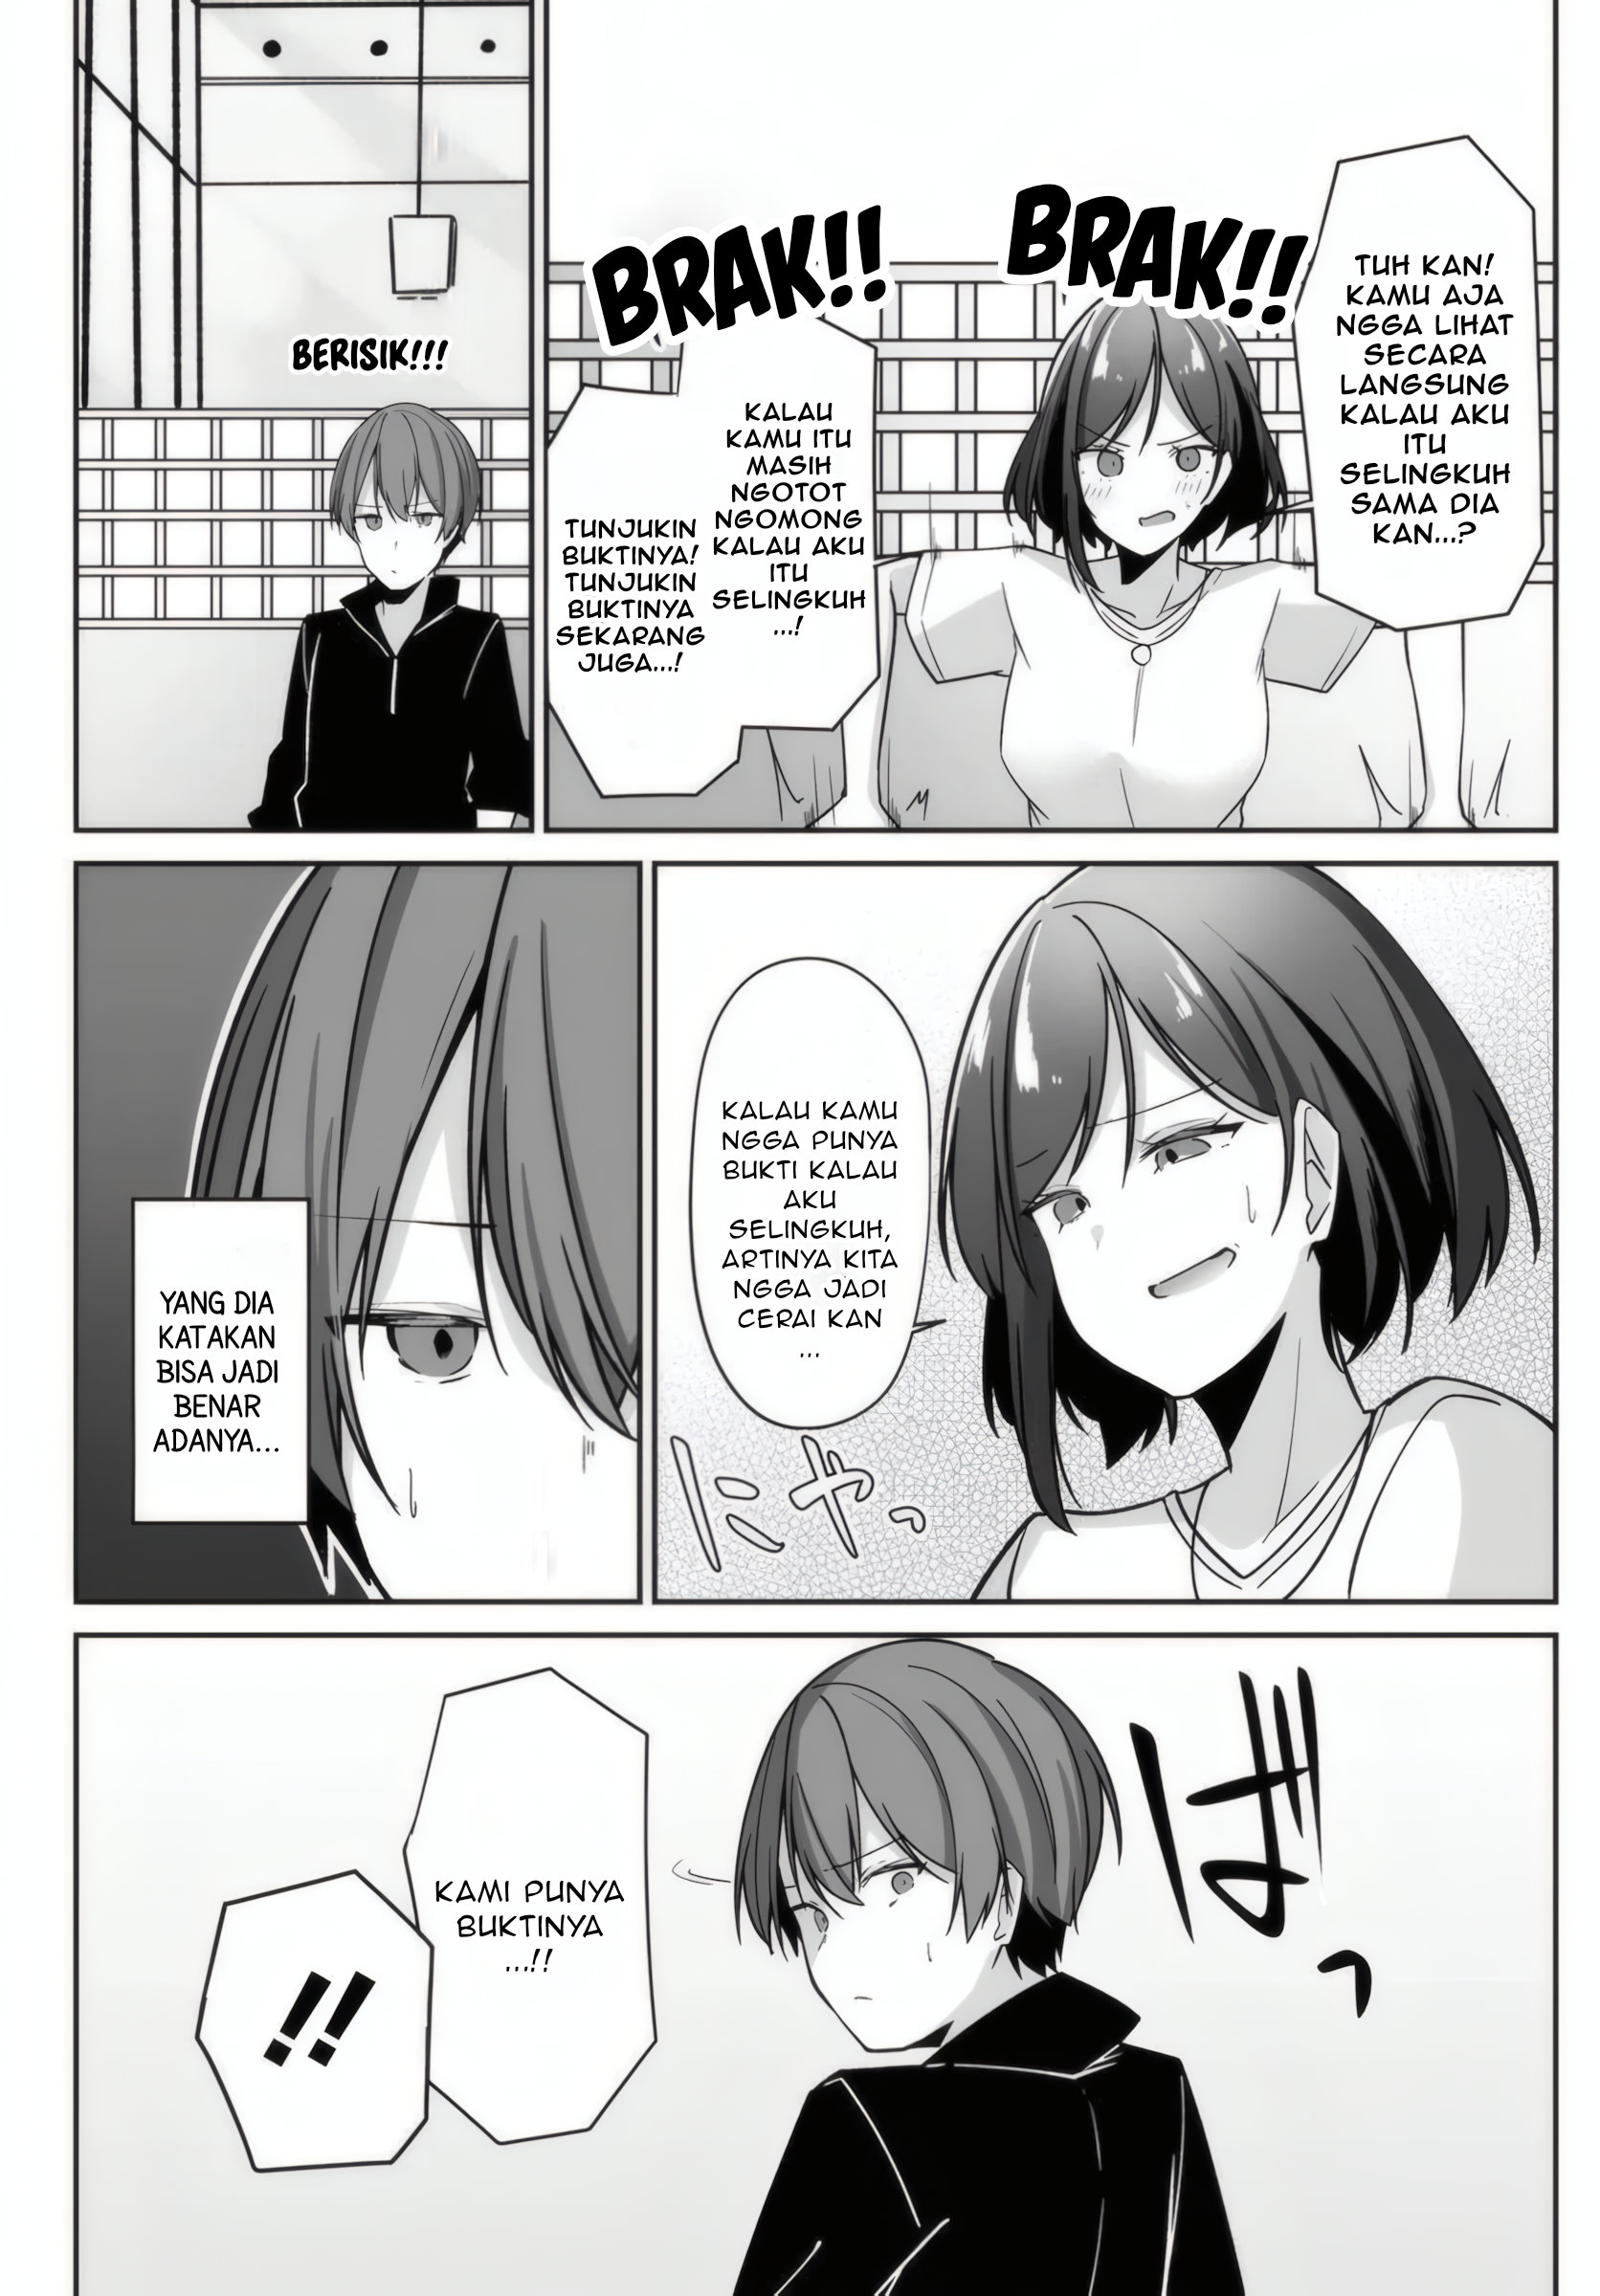 TUH KAN!
KAMU AJA
NGGA LIHAT
SECARA
LANGSUNG
KALAU AKU
ITU
SELINGKUH
SAMA DIA
KAN...?
BRAK!!
BRAK!!
KALAU
KAMU ITU
MASIH
NGOTOT
NGOMONG
KALAU AKU
ITU
SELINGKUH
...!
TUNJUKIN
BUKTINYA!
TUNJUKIN
BUKTINYA
SEKARANG
JUGA...!
BERISIK!!!
KALAU KAMU
NGGA PUNYA
BUKTI KALAU
AKU
SELINGKUH,
ARTINYA KITA
NGGA JADI
CERAI KAN
...
にやっ
YANG DIA
KATAKAN
BISA JADI
BENAR
ADANYA...
ばっ
KAMI PUNYA
BUKTINYA
...!!
!!